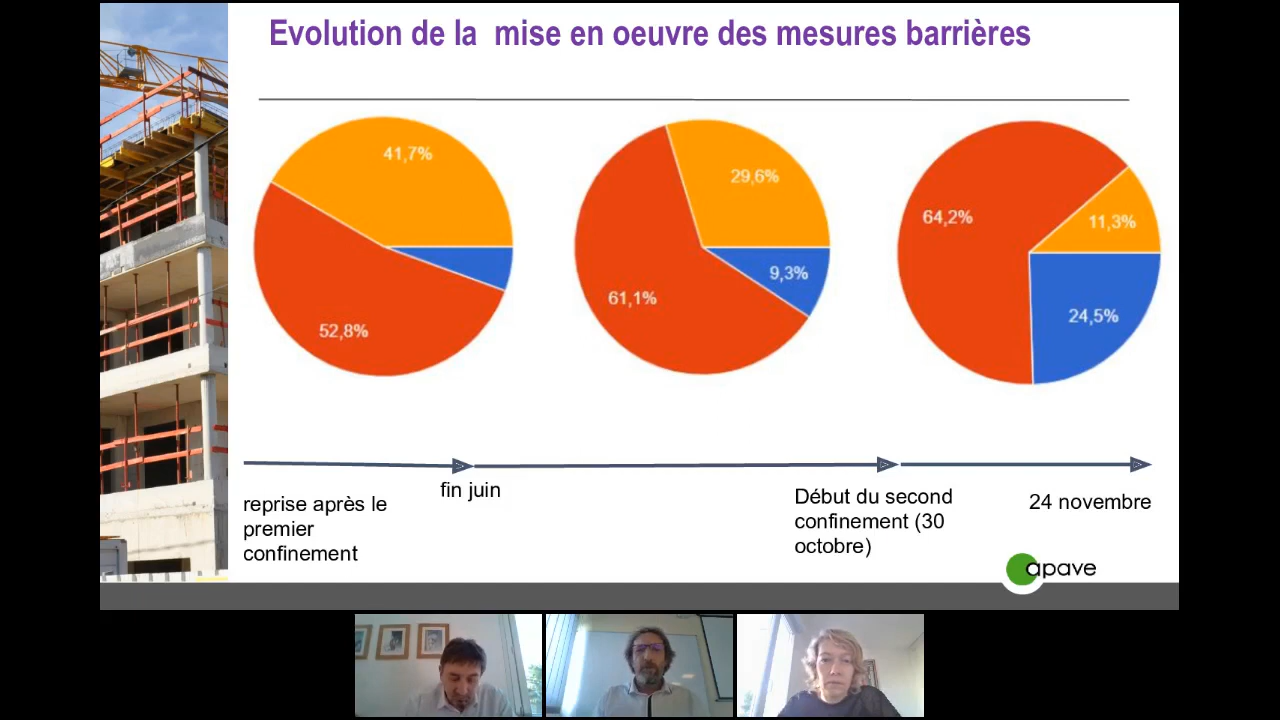 Evolution de la  mise en oeuvre des mesures barrières
41,7%
52,8%
29,6%
9,3%
61,1%
64,2%
11,3%
24,5%
reprise après le
premier
confinement
fin juin
Début du second
confinement (30
octobre)
24 novembre
apave